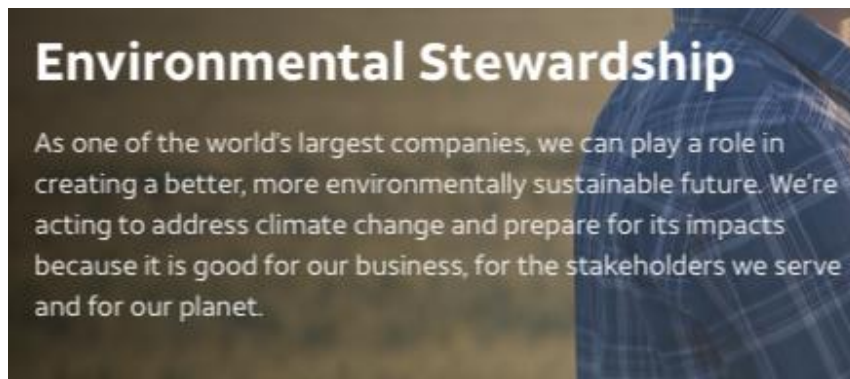 Environmental Stewardship
As one of the world's largest companies, we can play a role in
creating a better, more environmentally sustainable future. We're
acting to address climate change and prepare for its impacts
because it is good for our business, for the stakeholders we serve
and for our planet.